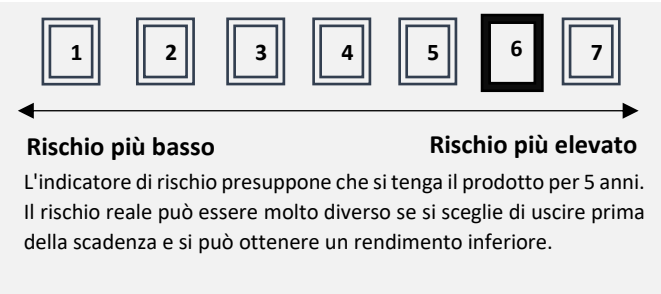 1 2 3 4 5 6 7
Rischio più basso Rischio più elevato
L'indicatore di rischio presuppone che si tenga il prodotto per 5 anni.
Il rischio reale può essere molto diverso se si sceglie di uscire prima
della scadenza e si può ottenere un rendimento inferiore.